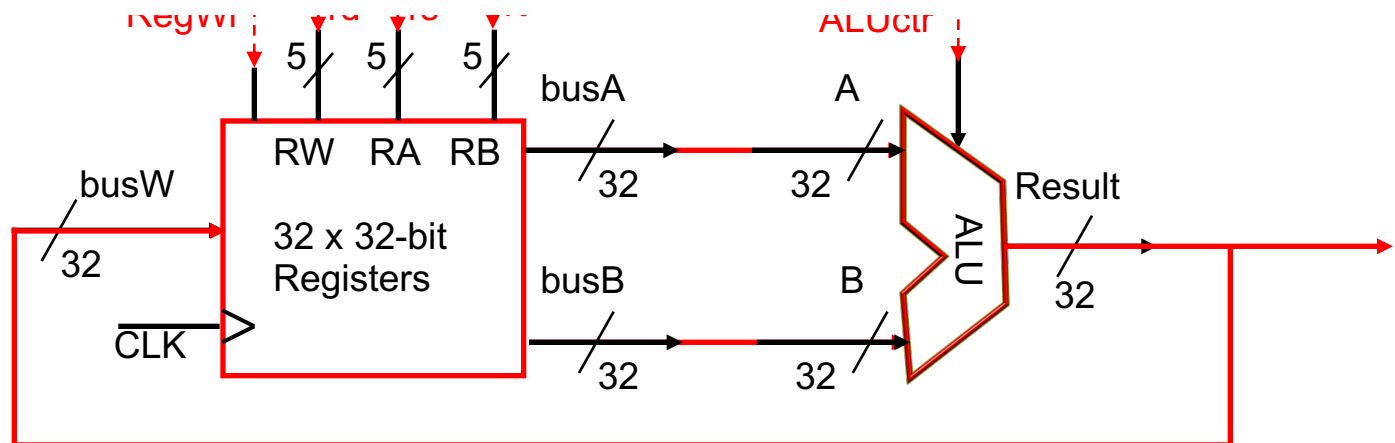 RegWr
ALUctr
5
5
5
busA
A
RW RA RB
32
32
busW
Result
32 x 32-bit
Registers
ALU
32
busB
B
32
CLK
32
32